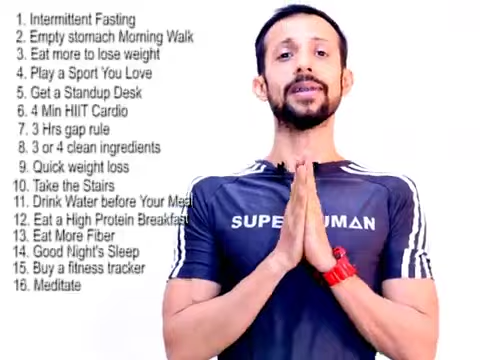 1. Intermittent Fasting
2. Empty stomach Morning Walk
3. Eat more to lose weight
4. Play a Sport You Love
5. Get a Standup Desk
6. 4 Min HIIT Cardio
7. 3 Hrs gap rule
8. 3 or 4 clean ingredients
9. Quick weight loss
10. Take the Stairs
11. Drink Water before Your Meal
12. Eat a High Protein Breakfast
13. Eat More Fiber
14. Good Night's Sleep
15. Buy a fitness tracker
16. Meditate
SUPE UMAN